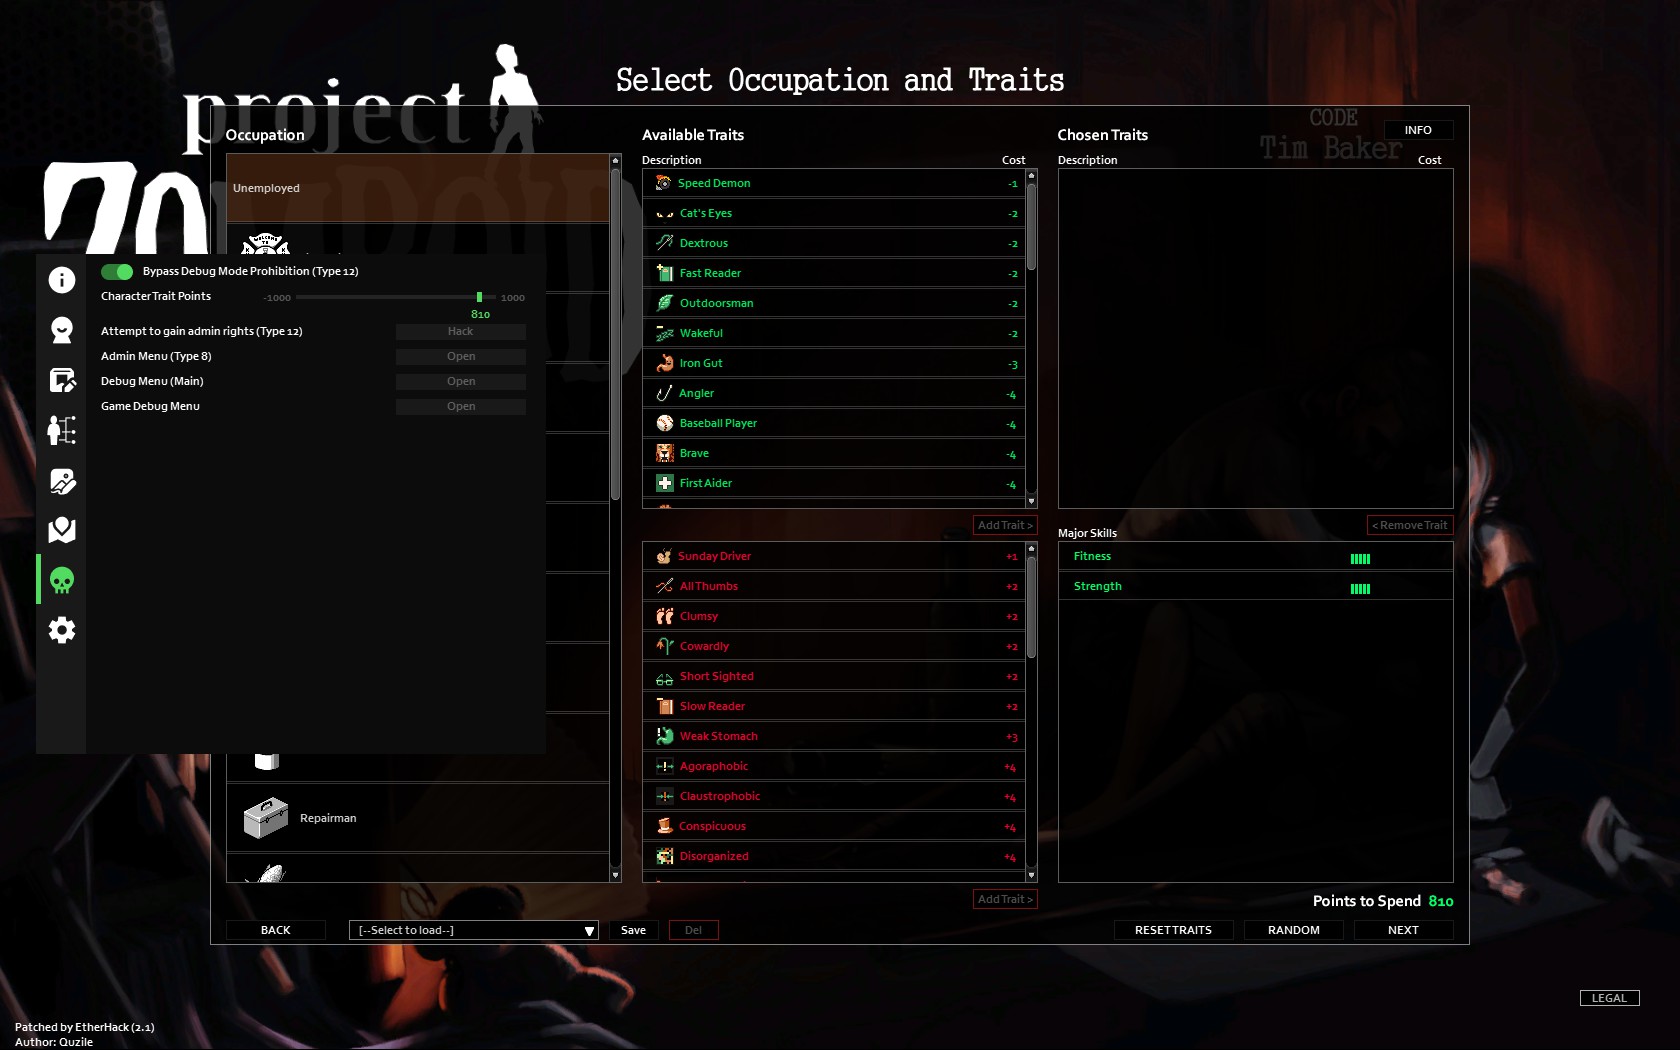 project
Select Occupation and Traits
CODE
Tim Baker
INFO
Occupation
Unemployed
Repairman
Available Traits
Description Cost
Speed Demon -1
Cat's Eyes -2
Dextrous -2
Fast Reader -2
Outdoorsman -2
Wakeful -2
Iron Gut -3
Angler -4
Baseball Player -4
Brave -4
First Aider -4
Add Trait >
Sunday Driver +1
All Thumbs +2
Clumsy +2
Cowardly +2
Short Sighted +2
Slow Reader +2
Weak Stomach +3
Agoraphobic +4
Claustrophobic +4
Conspicuous +4
Disorganized +4
Add Trait >
Chosen Traits
Description Cost
< Remove Trait
Major Skills
Fitness
Strength
Points to Spend 810
Bypass Debug Mode Prohibition (Type 12)
Character Trait Points -1000 1000
810
Attempt to gain admin rights (Type 12) Hack
Admin Menu (Type 8) Open
Debug Menu (Main) Open
Game Debug Menu Open
BACK
[--Select to load--]
Save
Del
RESET TRAITS
RANDOM
NEXT
LEGAL
Patched by EtherHack (2.1)
Author: Quzile